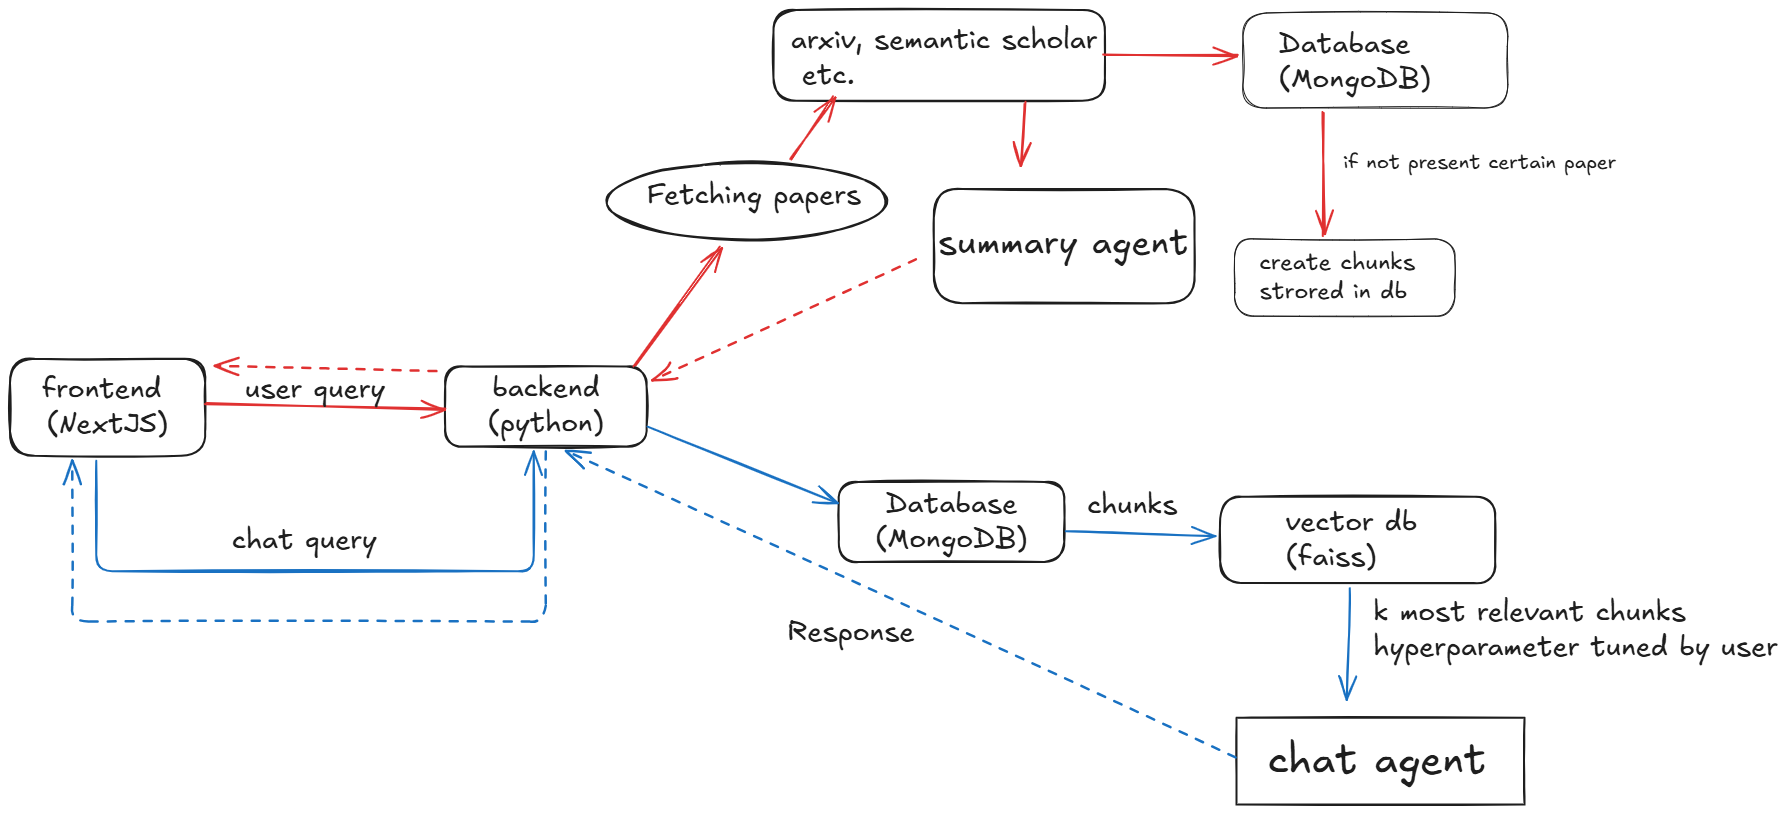 arxiv, semantic scholar
etc.
Database
(MongoDB)
if not present certain paper
Fetching papers
summary agent
create chunks
strored in db
frontend
(NextJS)
user query
backend
(python)
chat query
Database
(MongoDB)
chunks
vector db
(faiss)
Response
k most relevant chunks
hyperparameter tuned by user
chat agent